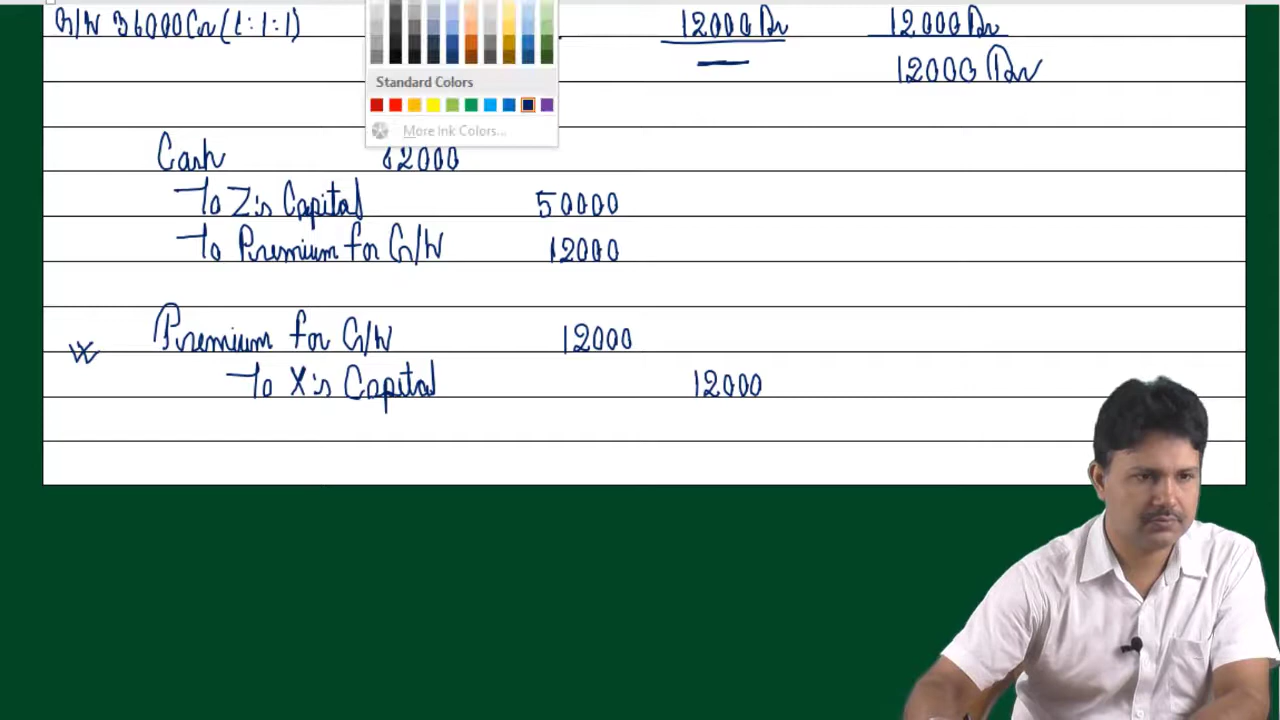 G/W 36000 Cr (1:1:1) 12000 Dr 12000 Dr
12000 Dr
Standard Colors
More Ink Colors...
Cash 62000
To Z's Capital 50000
To Premium for G/W 12000
Premium for G/W 12000
To X's Capital 12000